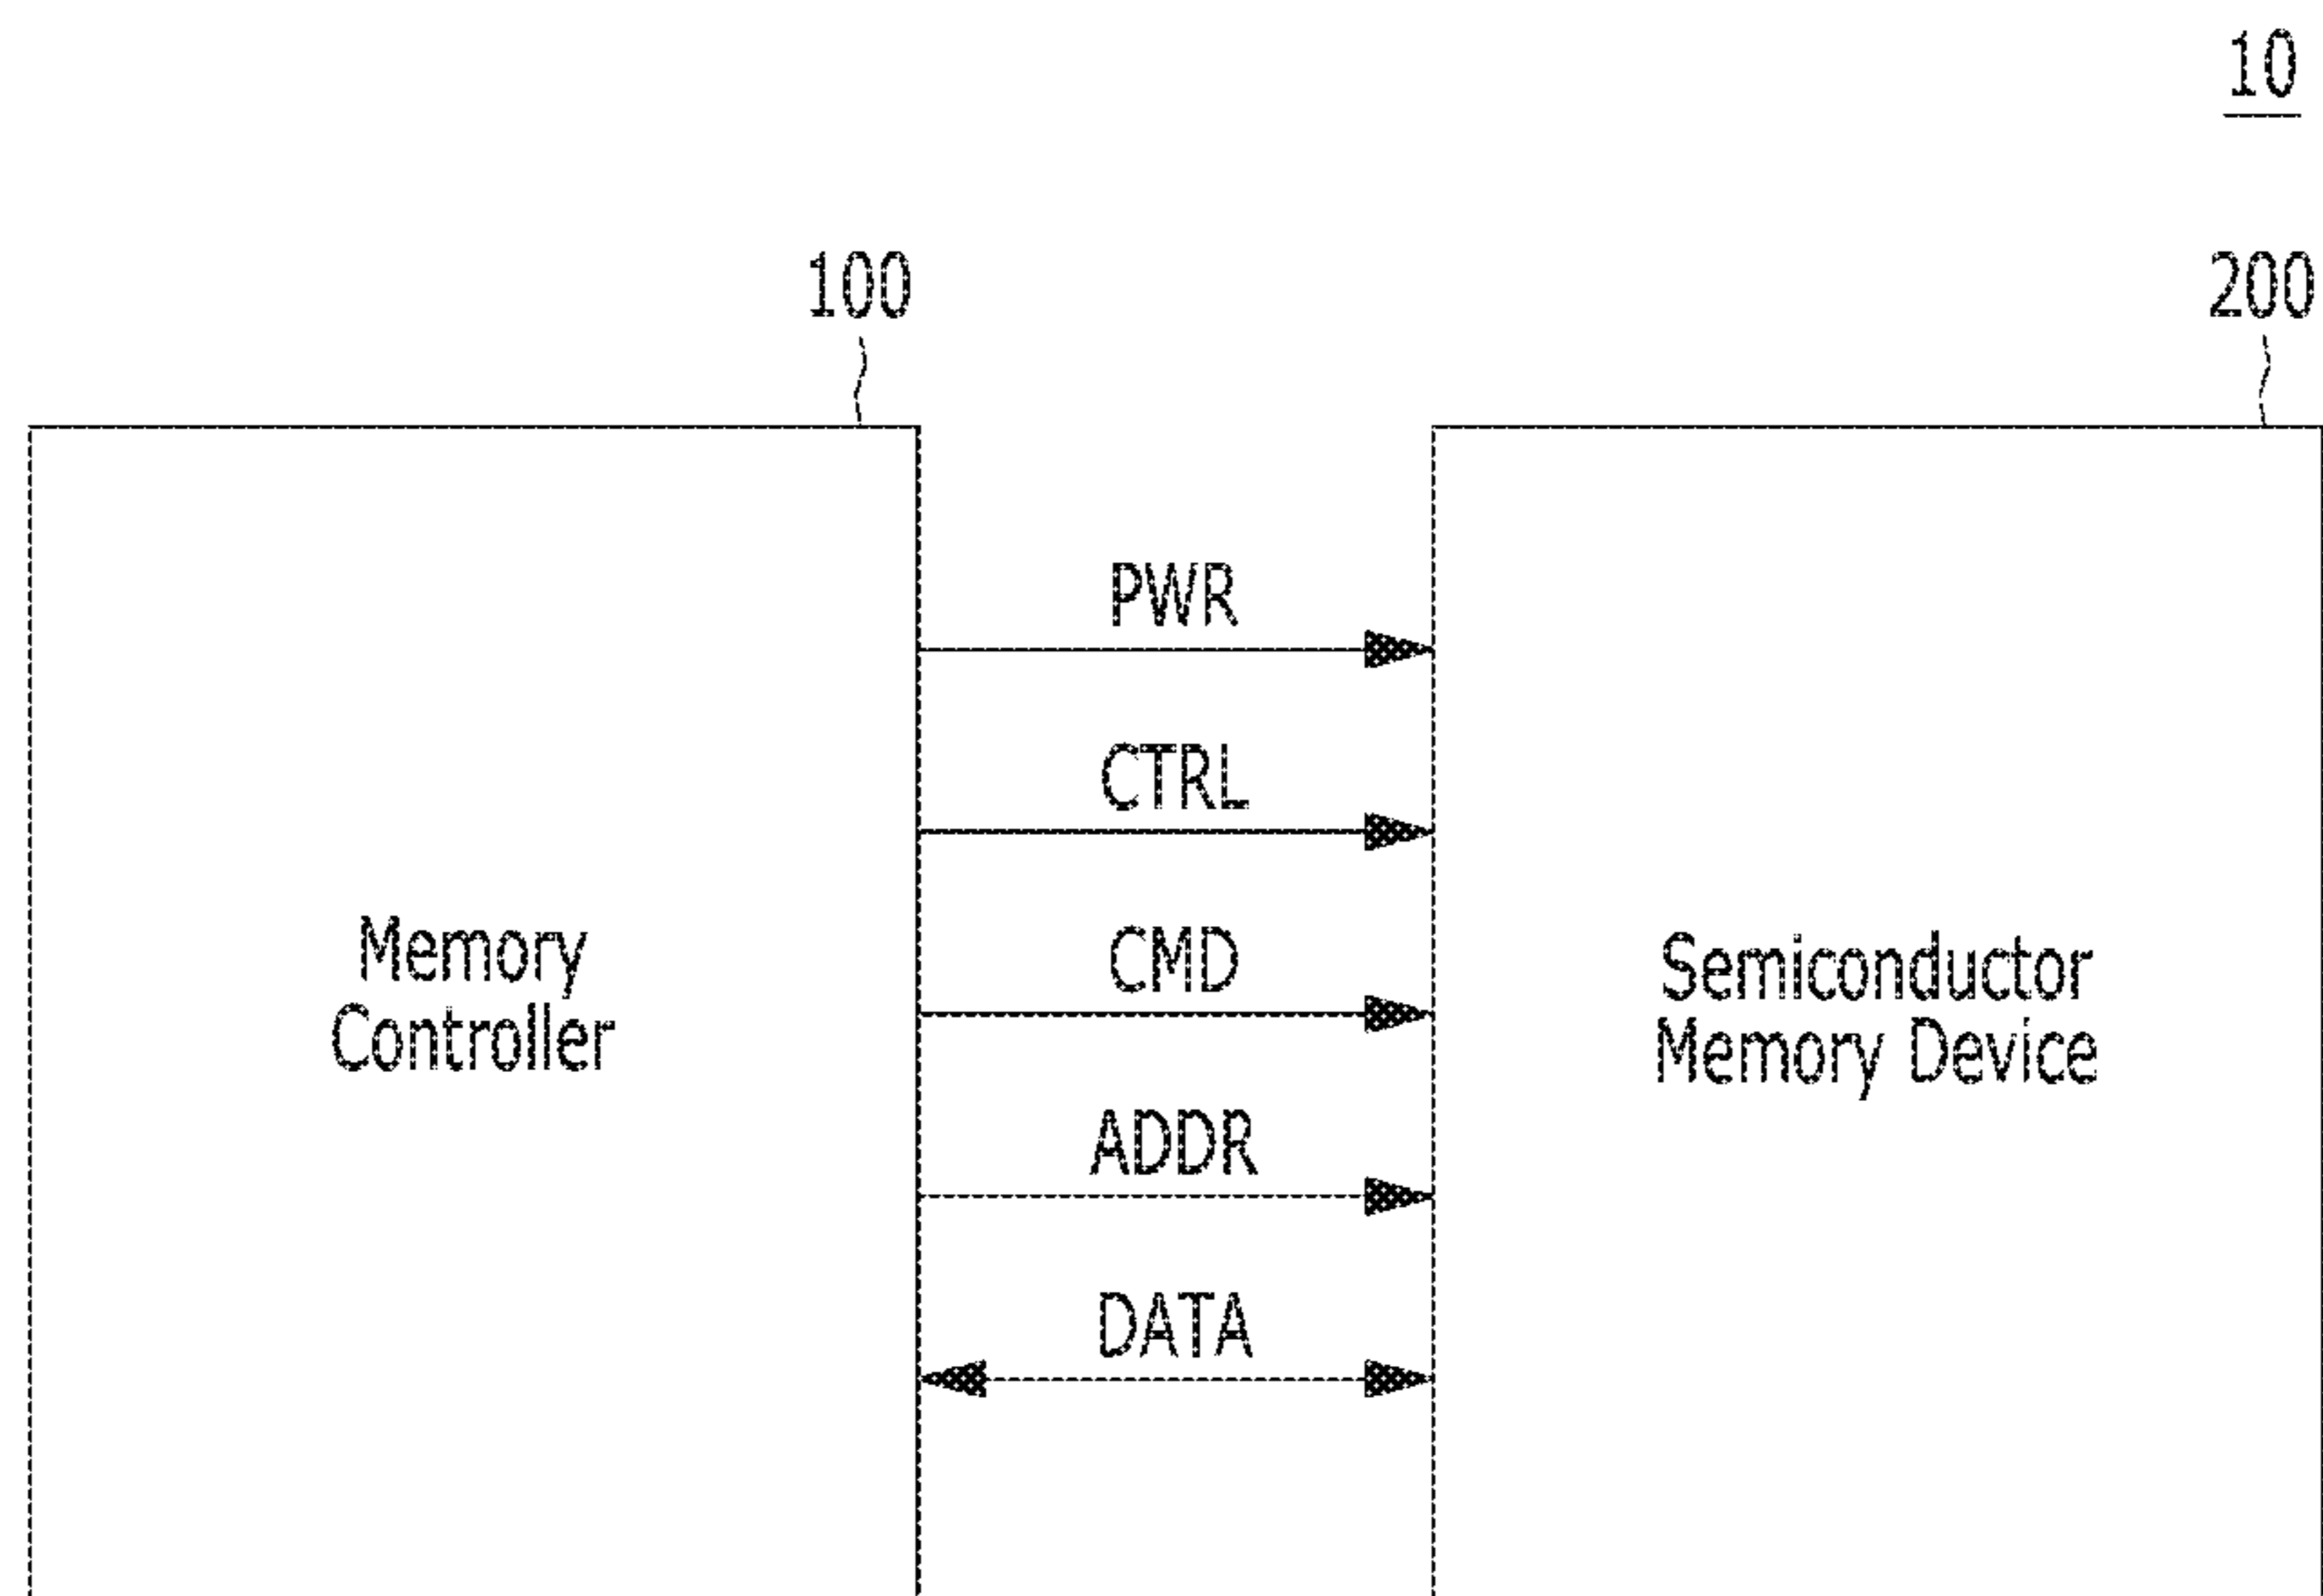 10
100
200
PWR
CTRL
CMD
ADDR
DATA
Memory
Controller
Semiconductor
Memory Device